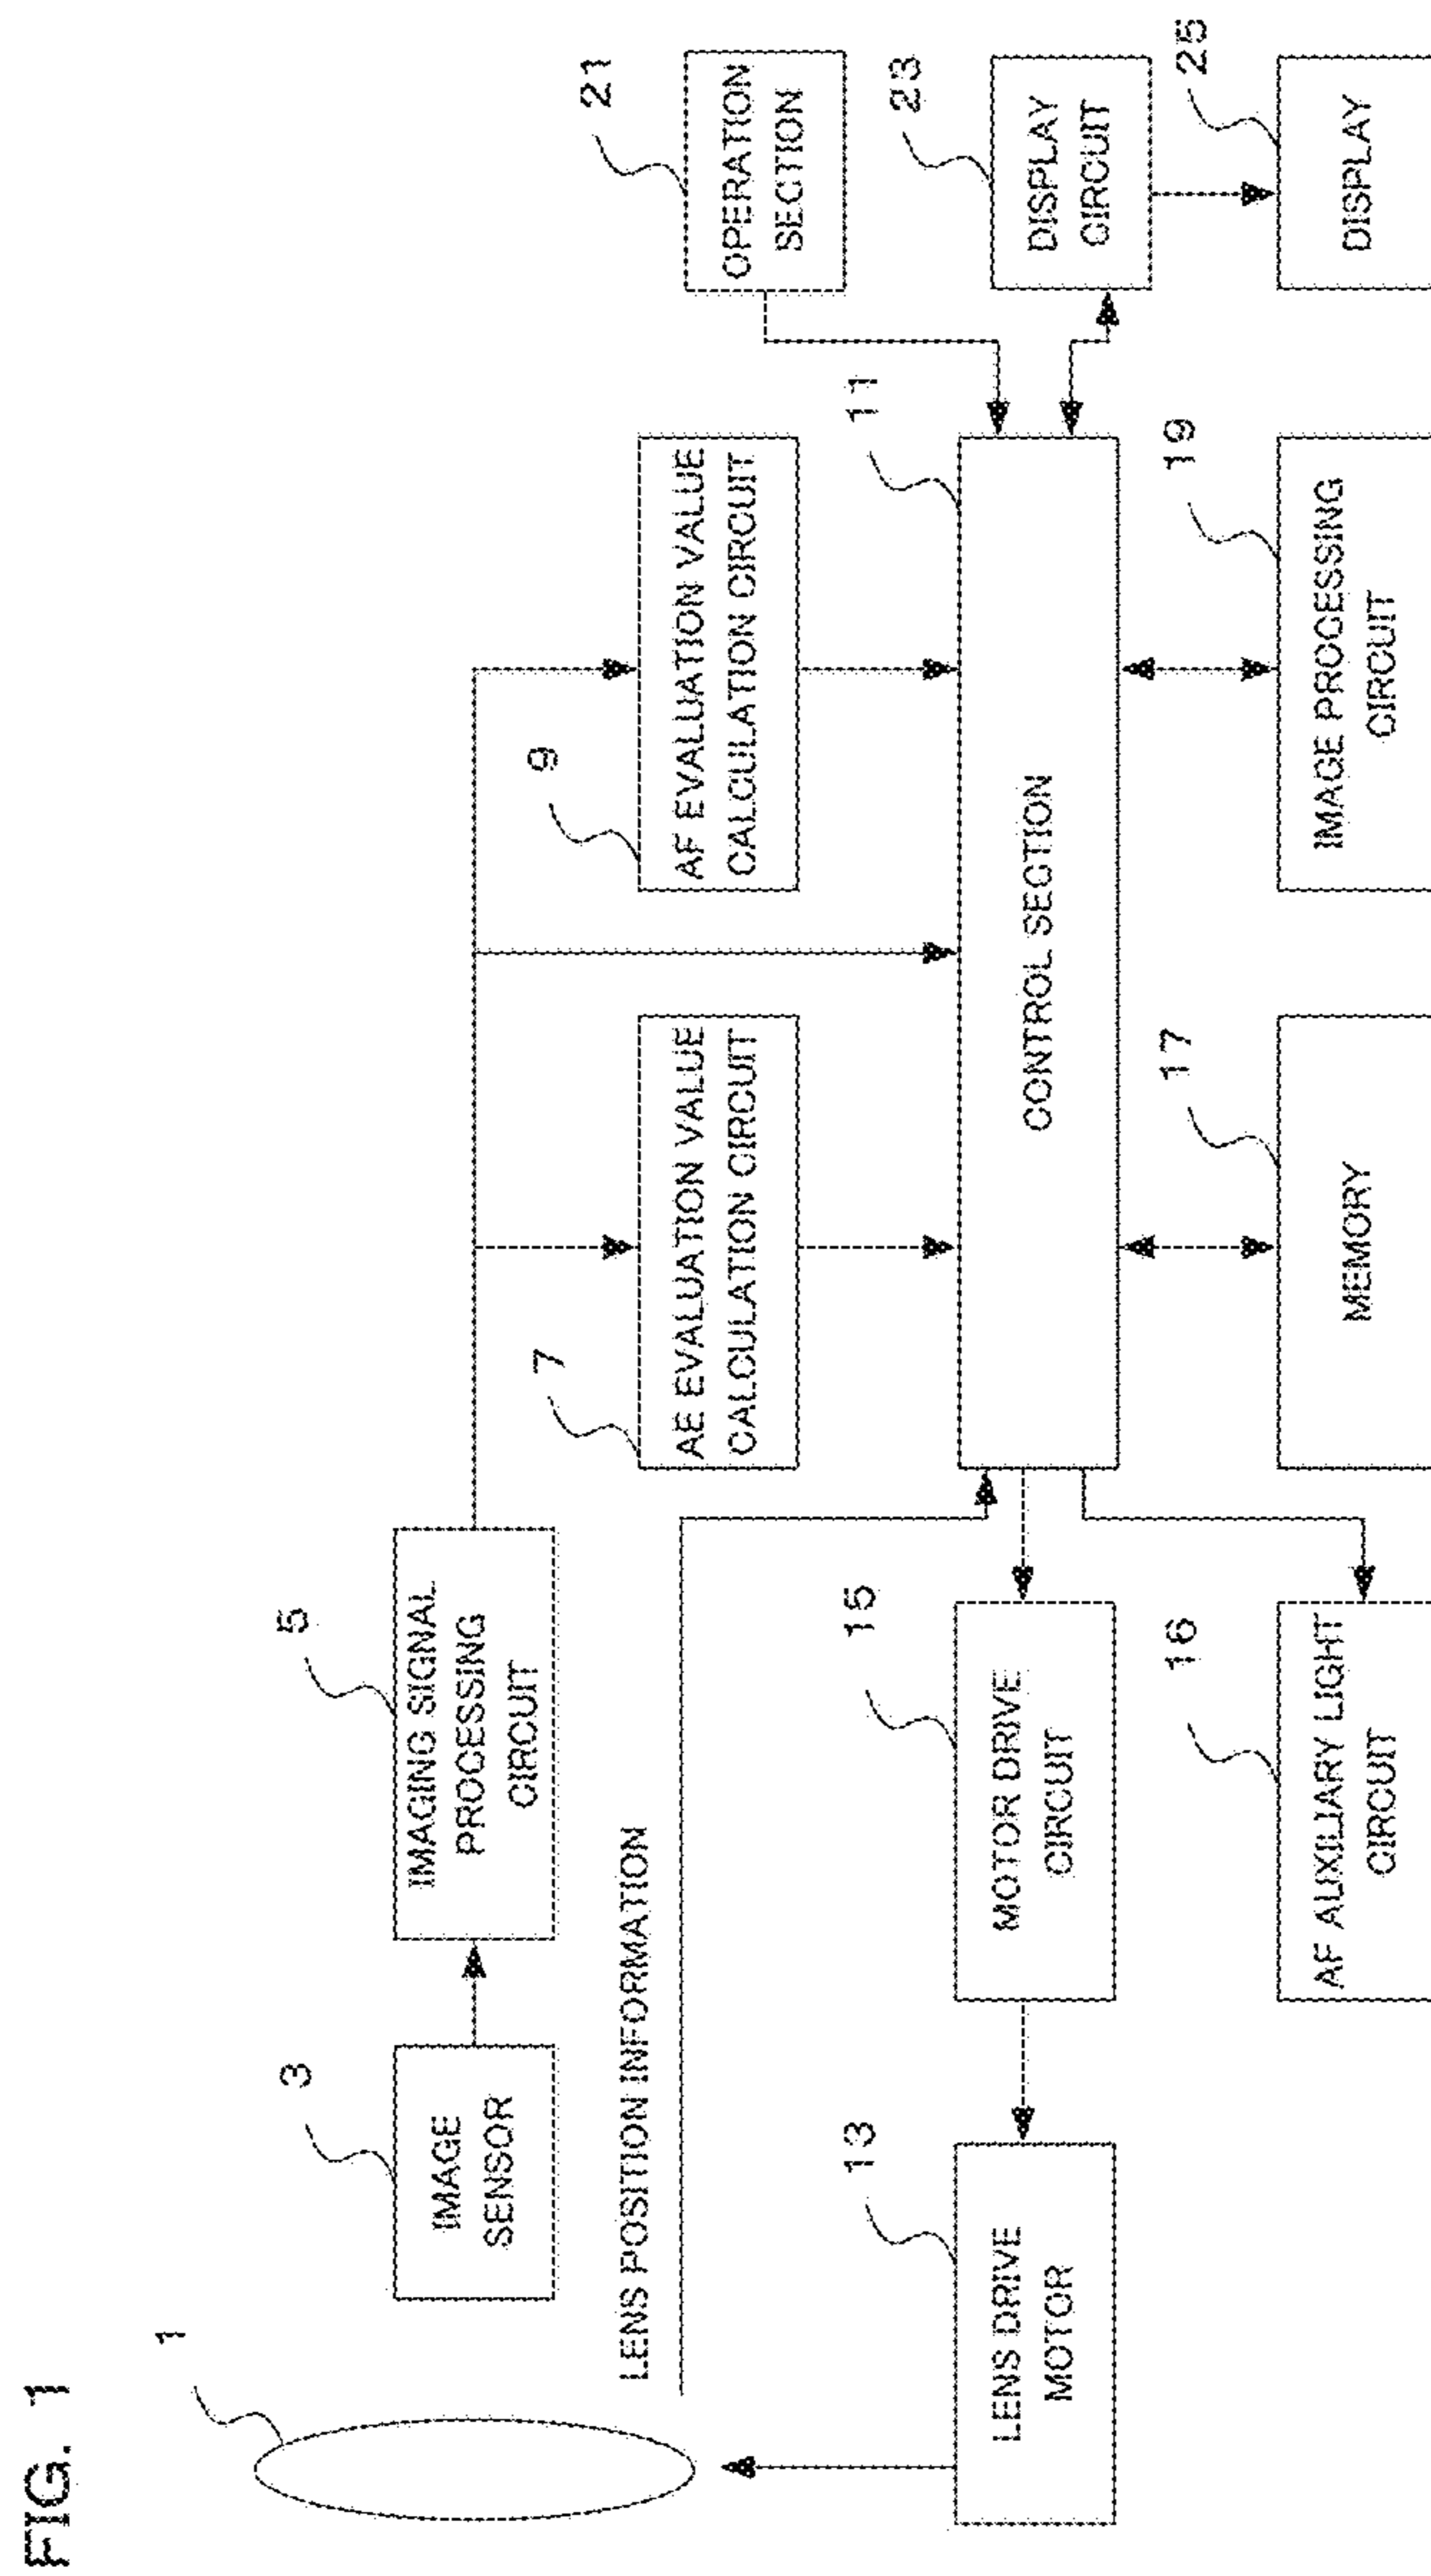 FIG. 1
1
3
IMAGE
SENSOR
5
IMAGING SIGNAL
PROCESSING
CIRCUIT
LENS POSITION INFORMATION
7
AE EVALUATION VALUE
CALCULATION CIRCUIT
9
AF EVALUATION VALUE
CALCULATION CIRCUIT
21
OPERATION
SECTION
13
LENS DRIVE
MOTOR
15
MOTOR DRIVE
CIRCUIT
11
CONTROL SECTION
23
DISPLAY
CIRCUIT
16
AF AUXILIARY LIGHT
CIRCUIT
17
MEMORY
19
IMAGE PROCESSING
CIRCUIT
25
DISPLAY